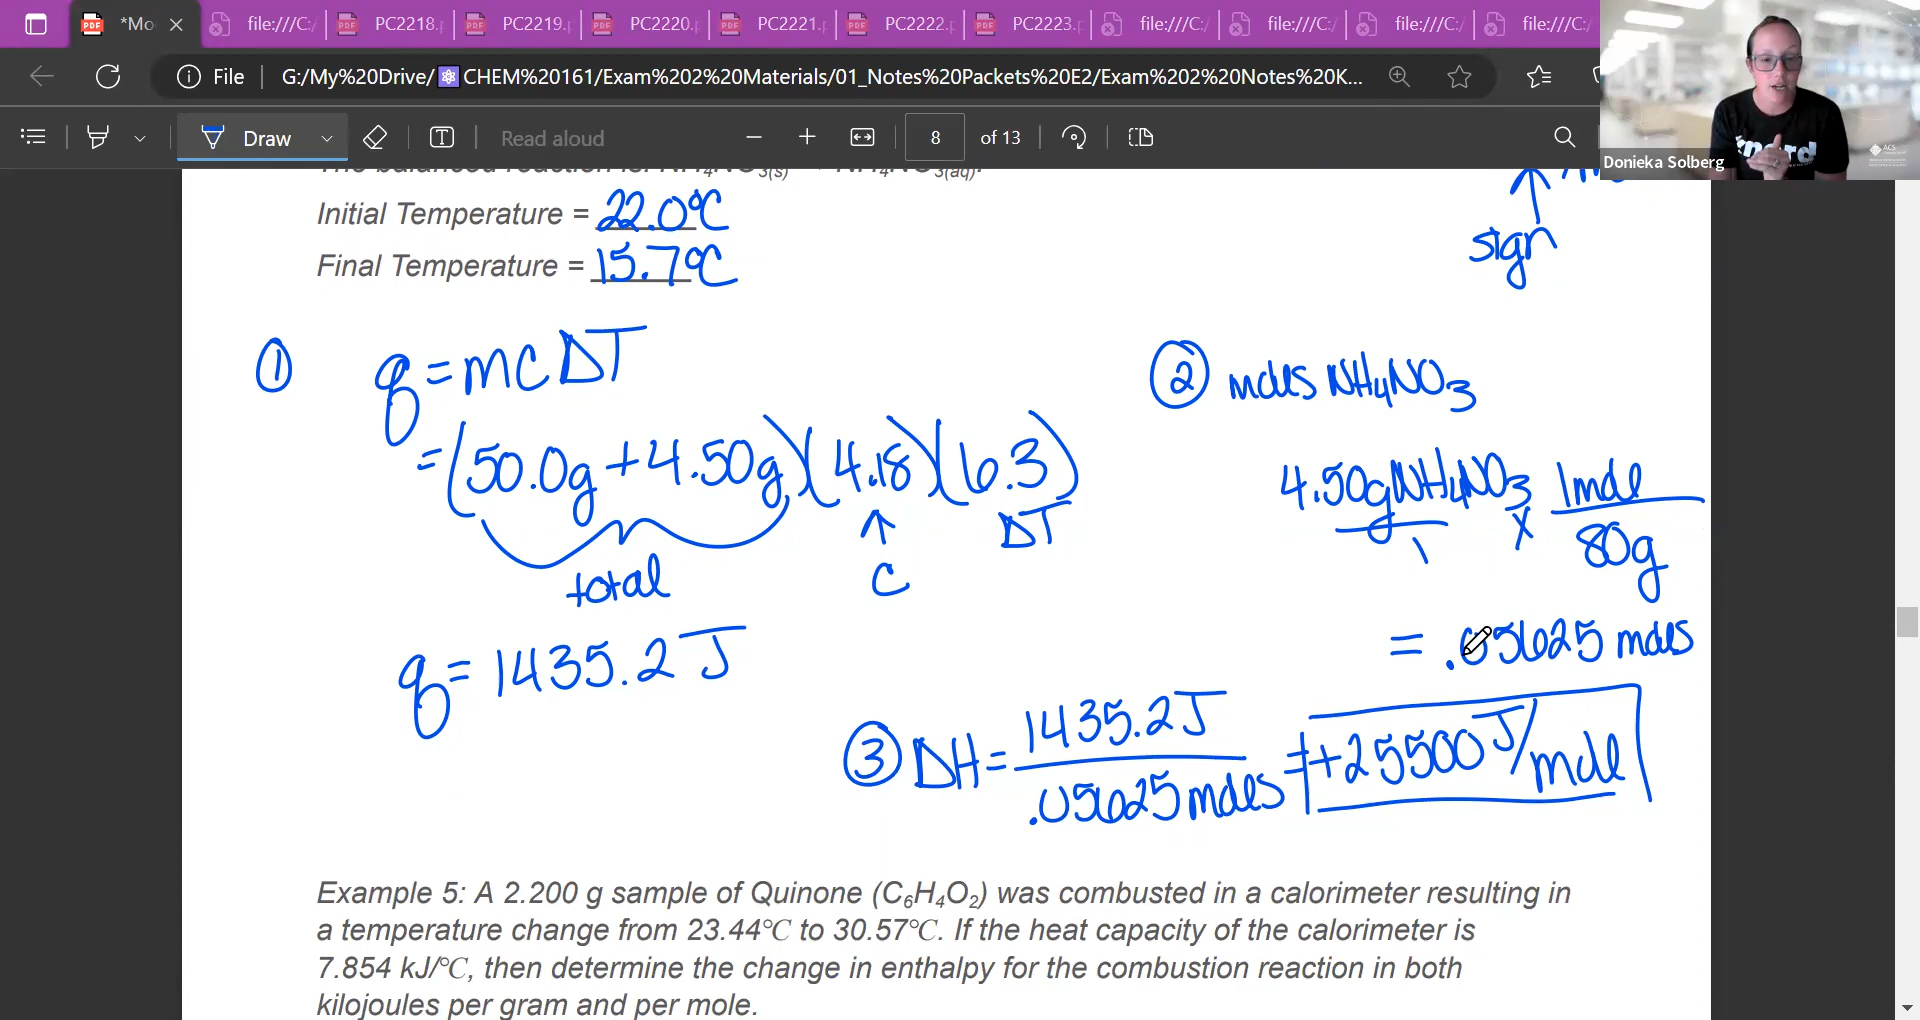 *Mo
file:///C:/
PC2218.
PC2219.
PC2220.
PC2221.
PC2222.
PC2223.
file:///C:/
file:///C:/
file:///C:/
file:///C:/
File
G:/My%20Drive/⚛CHEM%20161/Exam%202%20Materials/01_Notes%20Packets%20E2/Exam%202%20Notes%20K...
Draw
Read aloud
8
of 13
Donieka Solberg
ACS
Initial Temperature = 22.0°C
Final Temperature = 15.7°C
sign
① q = mcΔT
= (50.0g + 4.50g)(4.18)(6.3)
total
↑
C
ΔT
q = 1435.2 J
② moles NH4NO3
4.50g NH4NO3 x 1 mole
1
80g
= .05625 moles
③ ΔH = 1435.2 J
.05625 moles
= +25500 J/mole
Example 5: A 2.200 g sample of Quinone (C₆H₄O₂) was combusted in a calorimeter resulting in
a temperature change from 23.44°C to 30.57°C. If the heat capacity of the calorimeter is
7.854 kJ/°C, then determine the change in enthalpy for the combustion reaction in both
kilojoules per gram and per mole.